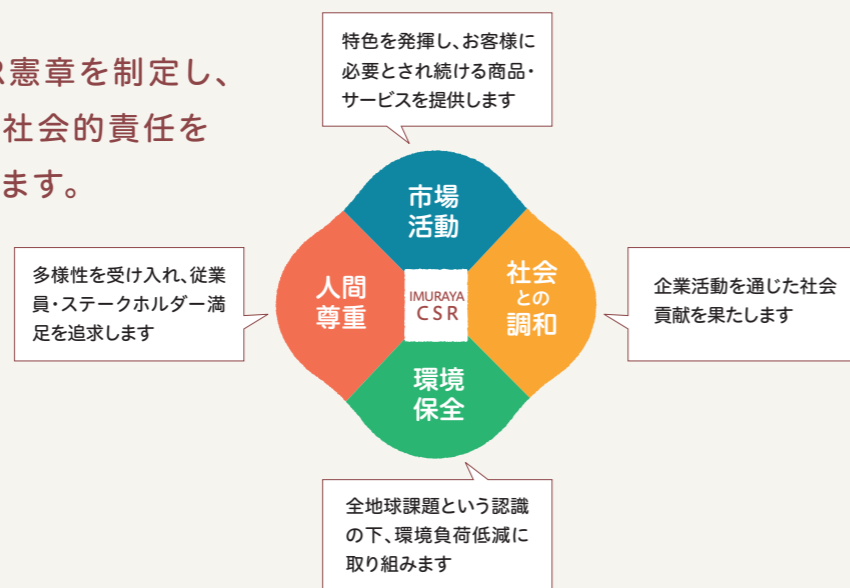 R憲章を制定し、
社会的責任を
ます。
特色を発揮し、お客様に
必要とされ続ける商品・
サービスを提供します
市場
活動
多様性を受け入れ、従業
員・ステークホルダー満
足を追求します
人間
尊重
IMURAYA
CSR
社会
との
調和
企業活動を通じた社会
貢献を果たします
環境
保全
全地球課題という認識
の下、環境負荷低減に
取り組みます